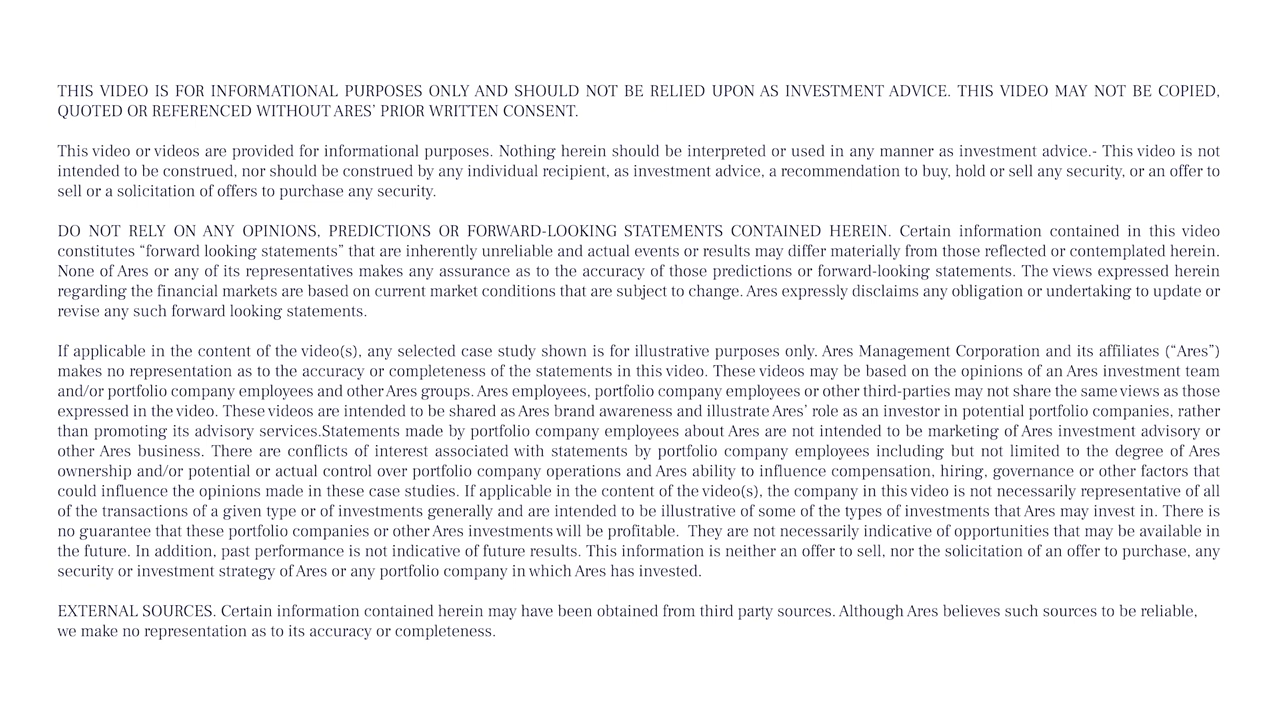 THIS VIDEO IS FOR INFORMATIONAL PURPOSES ONLY AND SHOULD NOT BE RELIED UPON AS INVESTMENT ADVICE. THIS VIDEO MAY NOT BE COPIED,
QUOTED OR REFERENCED WITHOUT ARES’ PRIOR WRITTEN CONSENT.
This video or videos are provided for informational purposes. Nothing herein should be interpreted or used in any manner as investment advice.- This video is not
intended to be construed, nor should be construed by any individual recipient, as investment advice, a recommendation to buy, hold or sell any security, or an offer to
sell or a solicitation of offers to purchase any security.
DO NOT RELY ON ANY OPINIONS, PREDICTIONS OR FORWARD-LOOKING STATEMENTS CONTAINED HEREIN. Certain information contained in this video
constitutes “forward looking statements” that are inherently unreliable and actual events or results may differ materially from those reflected or contemplated herein.
None of Ares or any of its representatives makes any assurance as to the accuracy of those predictions or forward-looking statements. The views expressed herein
regarding the financial markets are based on current market conditions that are subject to change. Ares expressly disclaims any obligation or undertaking to update or
revise any such forward looking statements.
If applicable in the content of the video(s), any selected case study shown is for illustrative purposes only. Ares Management Corporation and its affiliates (“Ares”)
makes no representation as to the accuracy or completeness of the statements in this video. These videos may be based on the opinions of an Ares investment team
and/or portfolio company employees and other Ares groups. Ares employees, portfolio company employees or other third-parties may not share the same views as those
expressed in the video. These videos are intended to be shared as Ares brand awareness and illustrate Ares’ role as an investor in potential portfolio companies, rather
than promoting its advisory services.Statements made by portfolio company employees about Ares are not intended to be marketing of Ares investment advisory or
other Ares business. There are conflicts of interest associated with statements by portfolio company employees including but not limited to the degree of Ares
ownership and/or potential or actual control over portfolio company operations and Ares ability to influence compensation, hiring, governance or other factors that
could influence the opinions made in these case studies. If applicable in the content of the video(s), the company in this video is not necessarily representative of all
of the transactions of a given type or of investments generally and are intended to be illustrative of some of the types of investments that Ares may invest in. There is
no guarantee that these portfolio companies or other Ares investments will be profitable. They are not necessarily indicative of opportunities that may be available in
the future. In addition, past performance is not indicative of future results. This information is neither an offer to sell, nor the solicitation of an offer to purchase, any
security or investment strategy of Ares or any portfolio company in which Ares has invested.
EXTERNAL SOURCES. Certain information contained herein may have been obtained from third party sources. Although Ares believes such sources to be reliable,
we make no representation as to its accuracy or completeness.